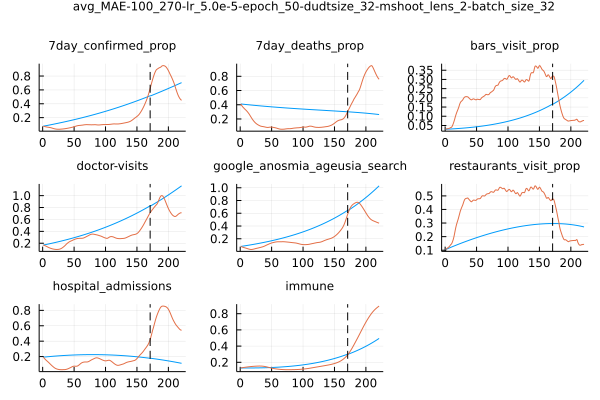 avg_MAE-100_270-lr_5.0e-5-epoch_50-dudtsize_32-mshoot_lens_2-batch_size_32
7day_confirmed_prop 7day_deaths_prop bars_visit_prop
0.8 0.6 0.4 0.2
0 50 100 150 200
0.8 0.6 0.4 0.2
0 50 100 150 200
0.35 0.30 0.25 0.20 0.15 0.10 0.05
0 50 100 150 200
doctor-visits google_anosmia_ageusia_search restaurants_visit_prop
1.0 0.8 0.6 0.4 0.2
0 50 100 150 200
1.0 0.8 0.6 0.4 0.2
0 50 100 150 200
0.5 0.4 0.3 0.2 0.1
0 50 100 150 200
hospital_admissions immune
0.8 0.6 0.4 0.2
0 50 100 150 200
0.8 0.6 0.4 0.2
0 50 100 150 200